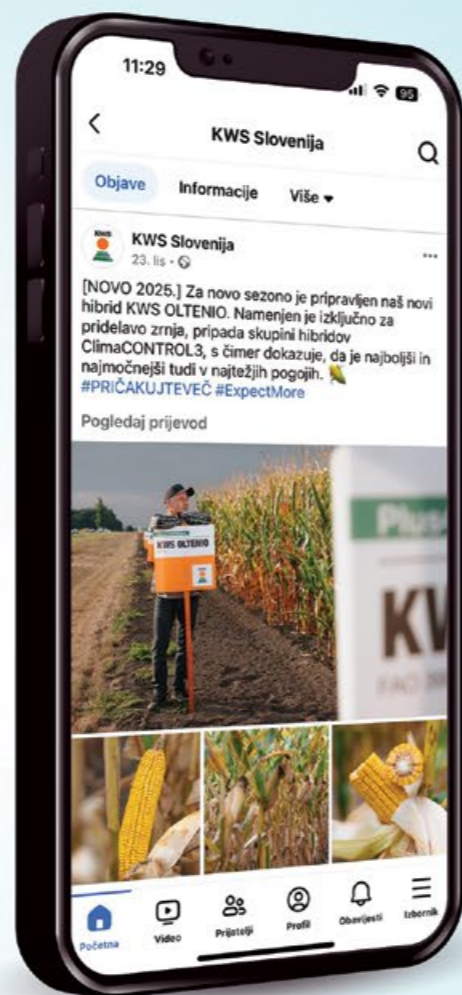 11:29
95
KWS Slovenija
Objave Informacije Više
KWS
KWS Slovenija
23. lis
[NOVO 2025.] Za novo sezono je pripravljen naš novi
hibrid KWS OLTENIO. Namenjen je izključno za
pridelavo zrnja, pripada skupini hibridov
ClimaCONTROL3, s čimer dokazuje, da je najboljši in
najmočnejši tudi v najtežjih pogojih.
#PRIČAKUJTEVEČ #ExpectMore
Pogledaj prijevod
KWS OLTENIO
Početna Video Prijatelji Profil Obavijesti Izbornik